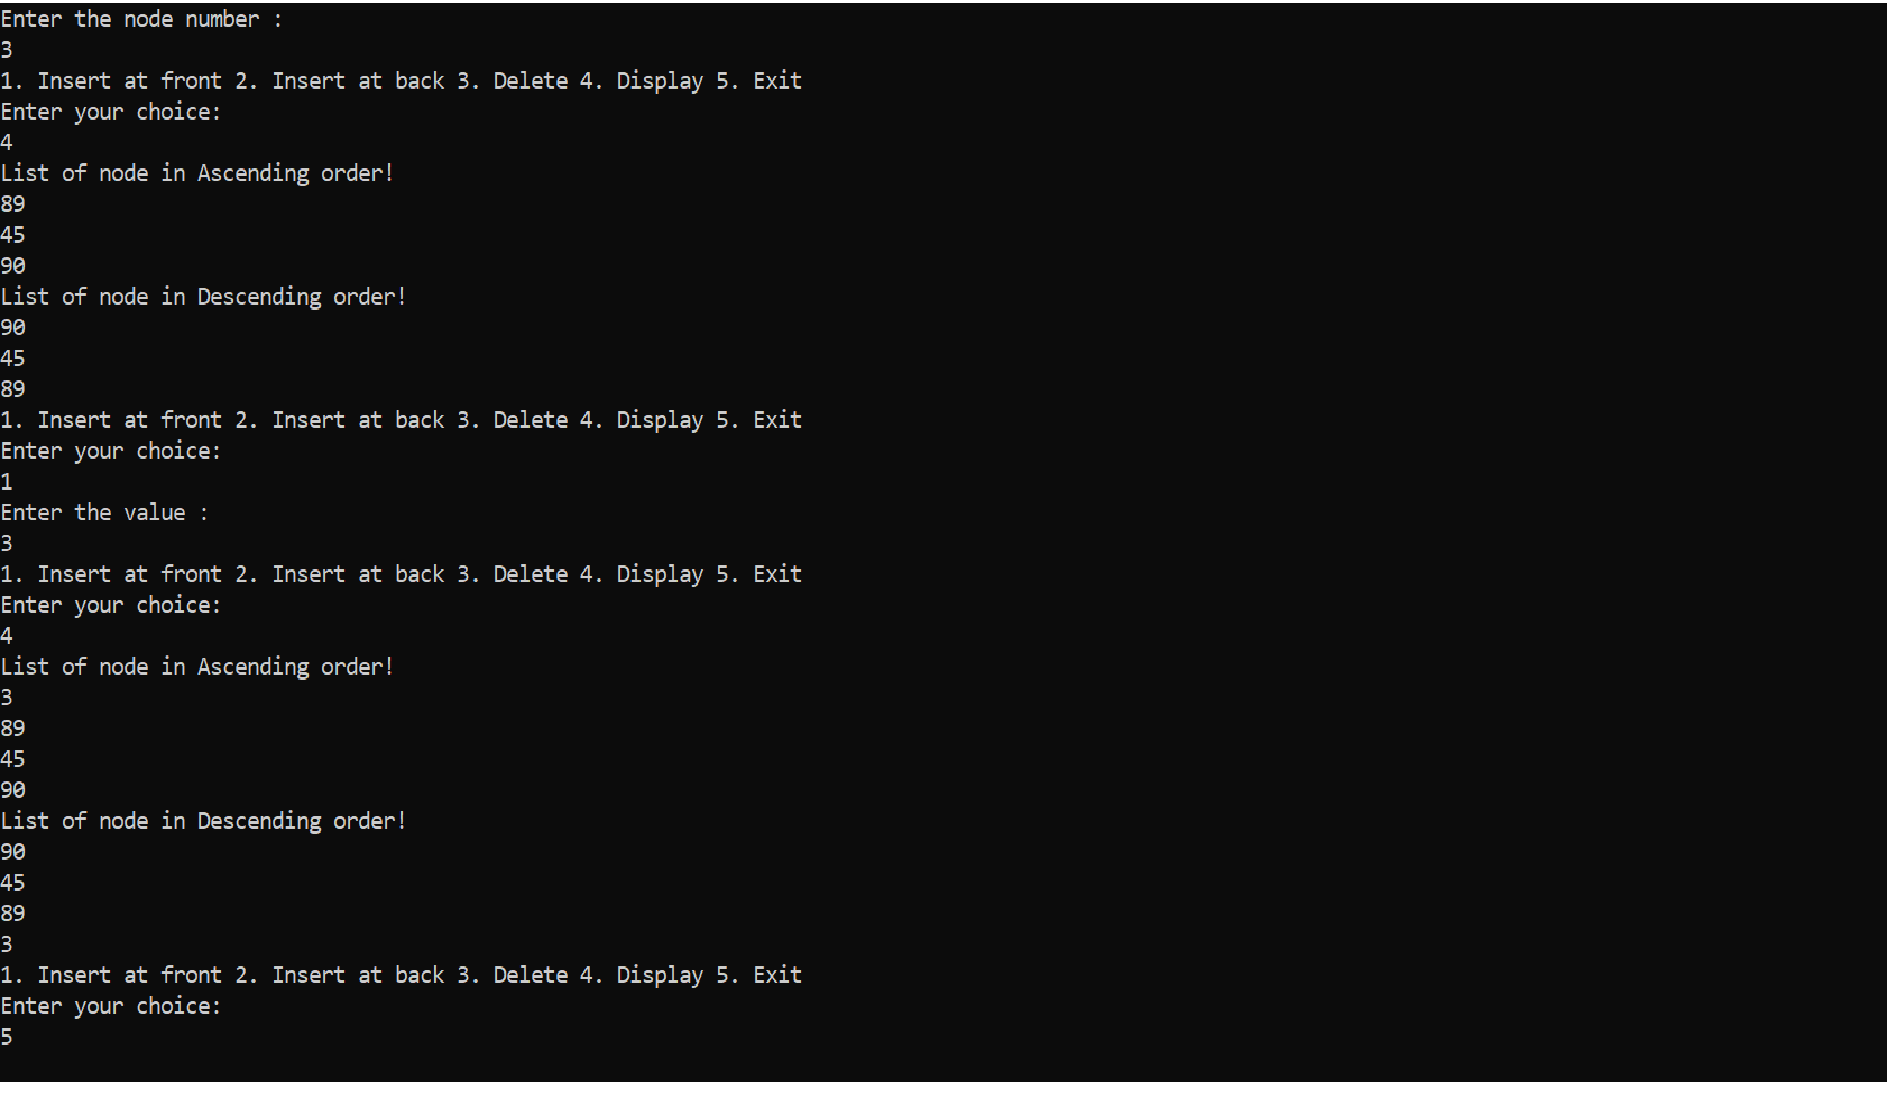 Enter the node number :
3
1. Insert at front 2. Insert at back 3. Delete 4. Display 5. Exit
Enter your choice:
4
List of node in Ascending order!
89
45
90
List of node in Descending order!
90
45
89
1. Insert at front 2. Insert at back 3. Delete 4. Display 5. Exit
Enter your choice:
1
Enter the value :
3
1. Insert at front 2. Insert at back 3. Delete 4. Display 5. Exit
Enter your choice:
4
List of node in Ascending order!
3
89
45
90
List of node in Descending order!
90
45
89
3
1. Insert at front 2. Insert at back 3. Delete 4. Display 5. Exit
Enter your choice:
5